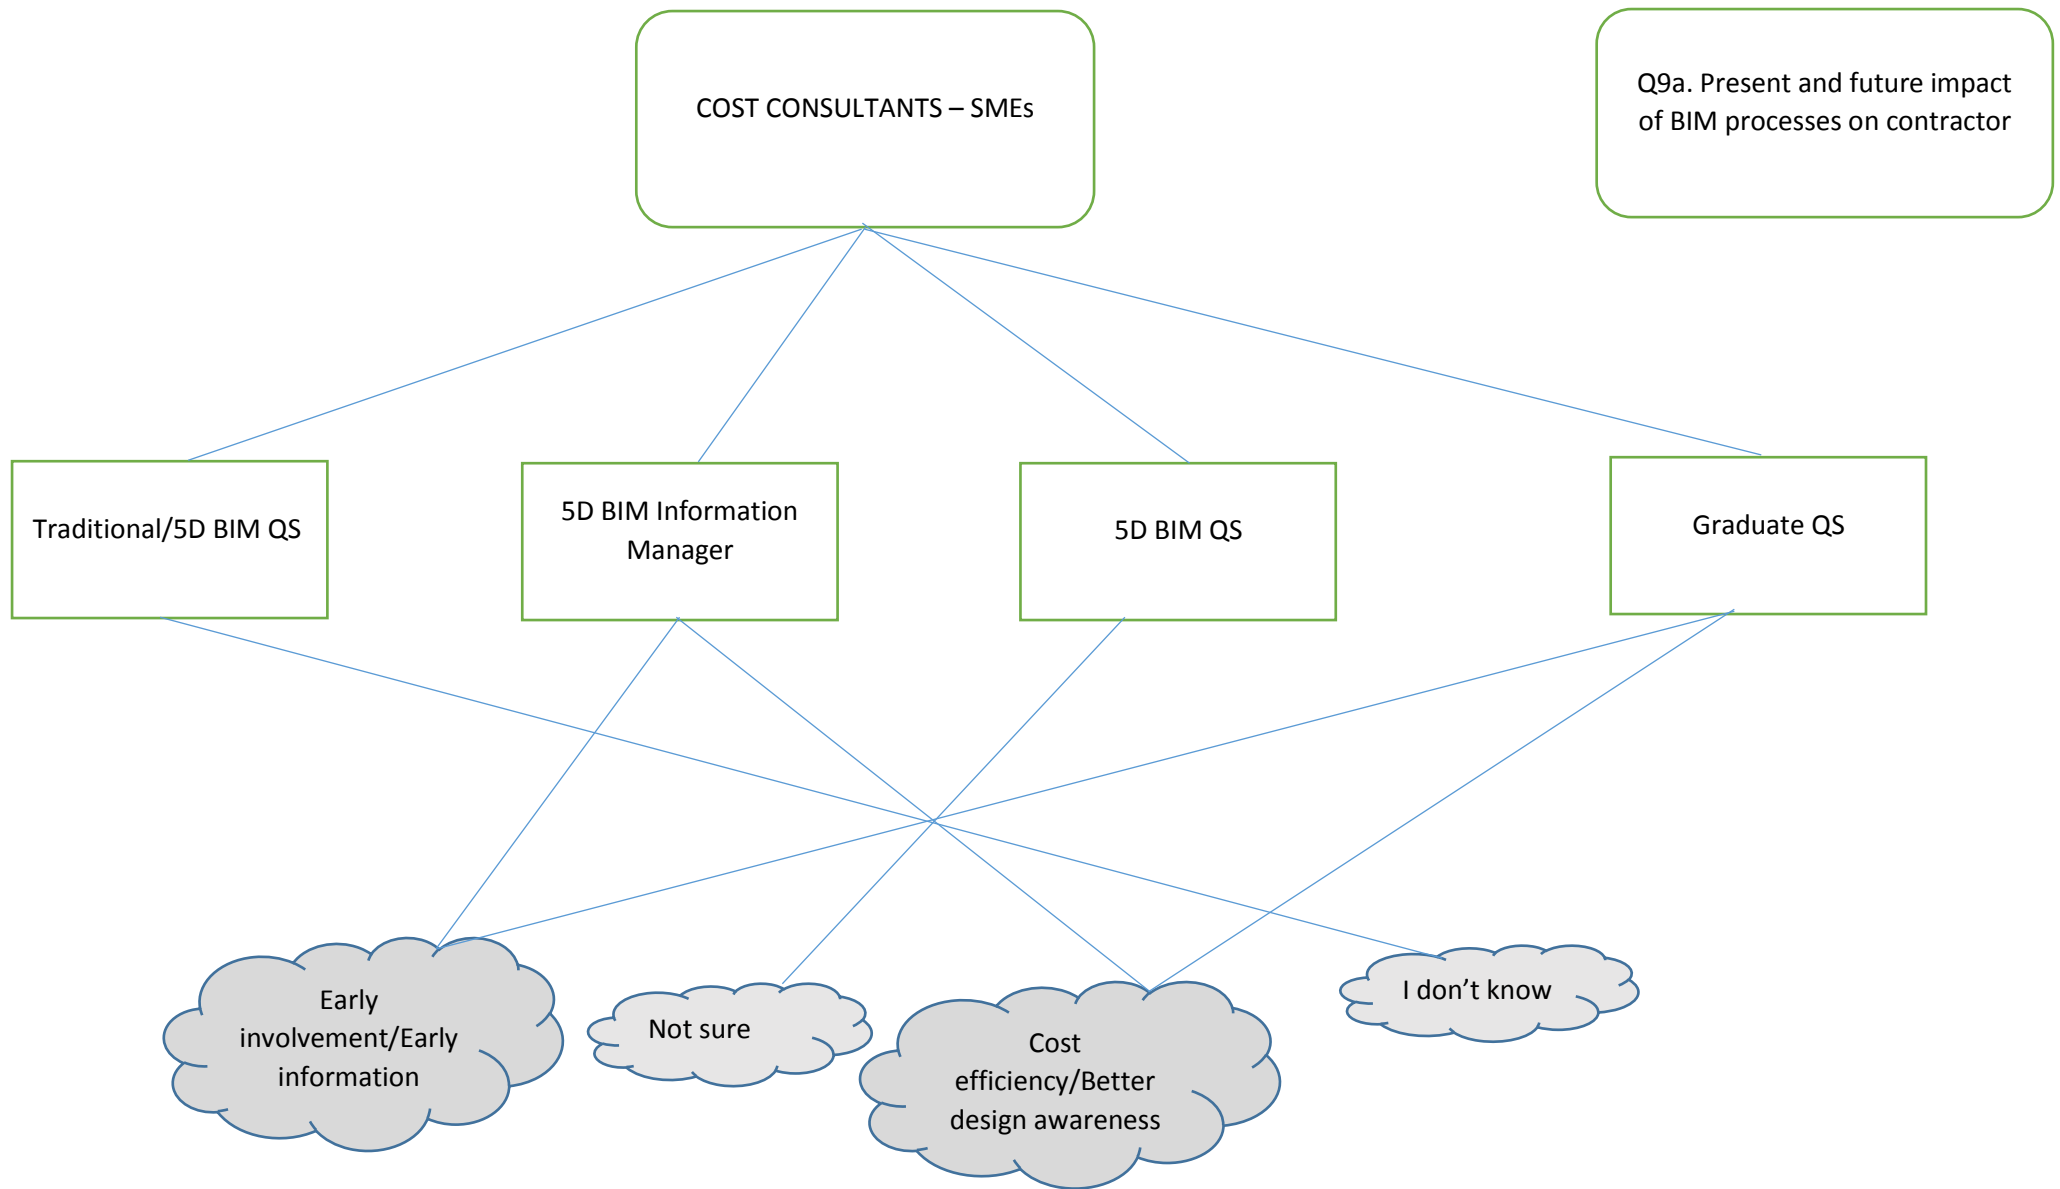 COST CONSULTANTS – SMEs
Q9a. Present and future impact
of BIM processes on contractor
Traditional/5D BIM QS
5D BIM Information
Manager
5D BIM QS
Graduate QS
Early
involvement/Early
information
Not sure
Cost
efficiency/Better
design awareness
I don’t know